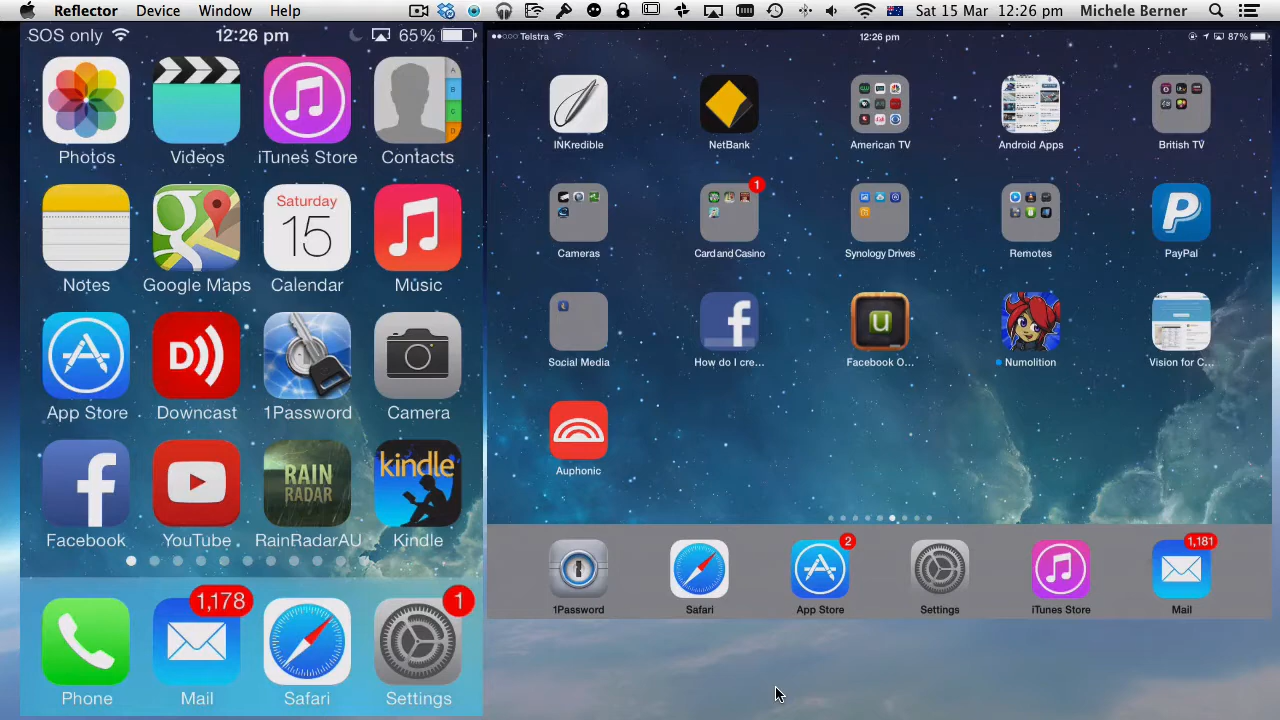 Reflector Device Window Help Sat 15 Mar 12:26 pm Michele Berner
SOS only 12:26 pm 65%
Photos Videos iTunes Store Contacts
Saturday
15
Notes Google Maps Calendar Music
App Store Downcast 1Password Camera
kindle
RAIN
RADAR
Facebook YouTube RainRadarAU Kindle
1,178 1
Phone Mail Safari Settings
Telstra 12:26 pm 87%
INKredible NetBank American TV Android Apps British TV
1
Cameras Card and Casino Synology Drives Remotes PayPal
Social Media How do I cre... Facebook O... Numolition Vision for C...
Auphonic
2 1,181
1Password Safari App Store Settings iTunes Store Mail